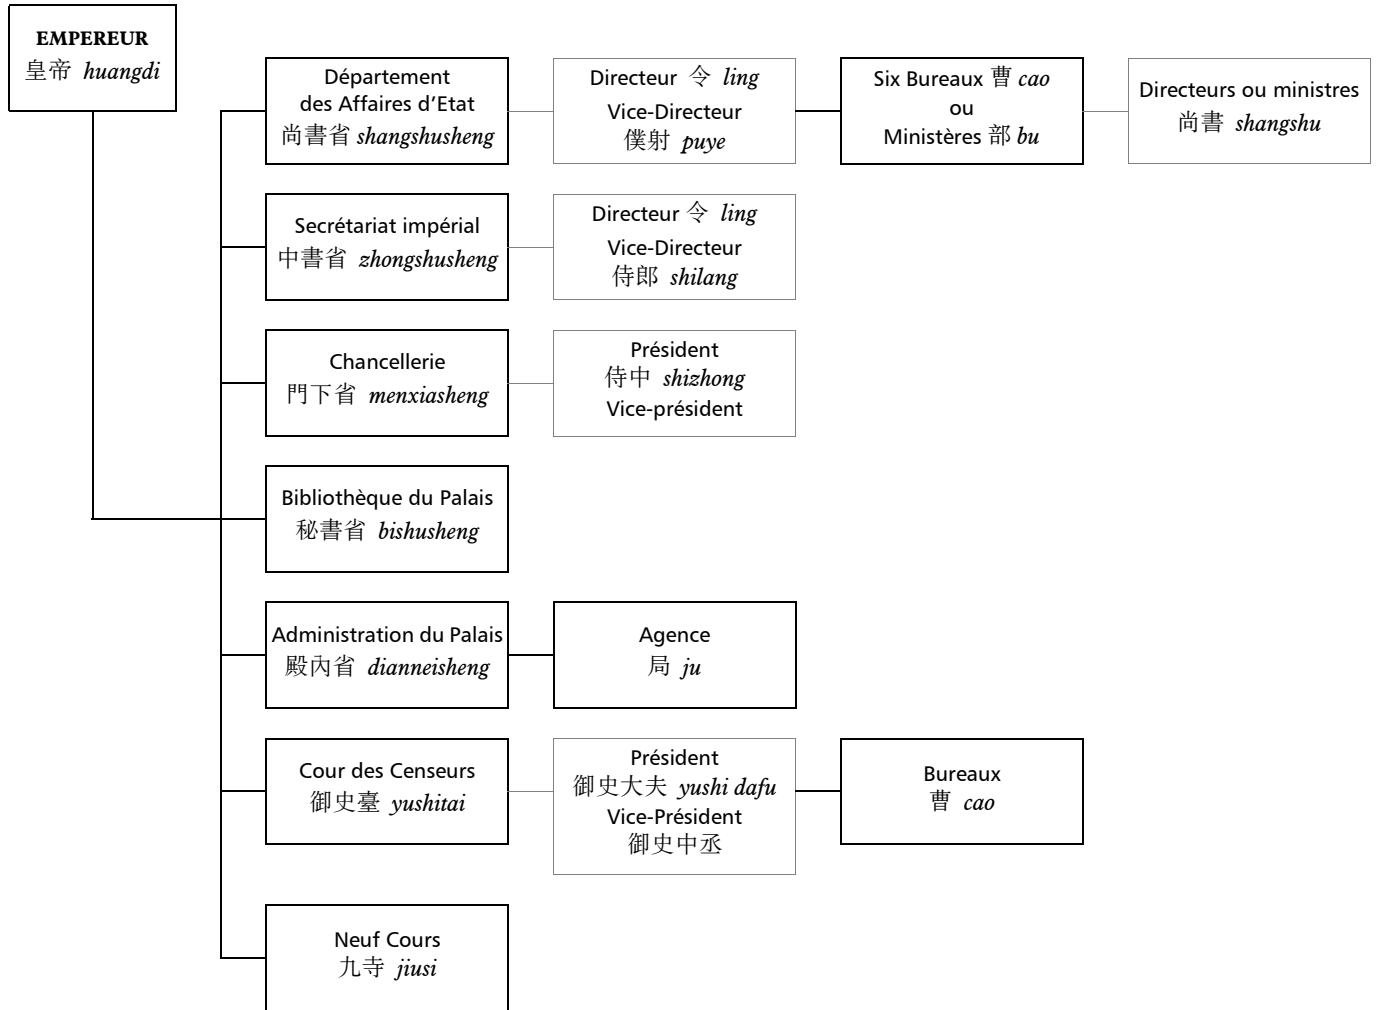 EMPEREUR
皇帝 huangdi
Département
des Affaires d'Etat
尚書省 shangshusheng
Directeur 令 ling
Vice-Directeur
僕射 puye
Six Bureaux 曹 cao
ou
Ministères 部 bu
Directeurs ou ministres
尚書 shangshu
Secrétariat impérial
中書省 zhongshusheng
Directeur 令 ling
Vice-Directeur
侍郎 shilang
Chancellerie
門下省 menxiasheng
Président
侍中 shizhong
Vice-président
Bibliothèque du Palais
秘書省 bishusheng
Administration du Palais
殿內省 dianneisheng
Agence
局 ju
Cour des Censeurs
御史臺 yushitai
Président
御史大夫 yushi dafu
Vice-Président
御史中丞
Bureaux
曹 cao
Neuf Cours
九寺 jiusi